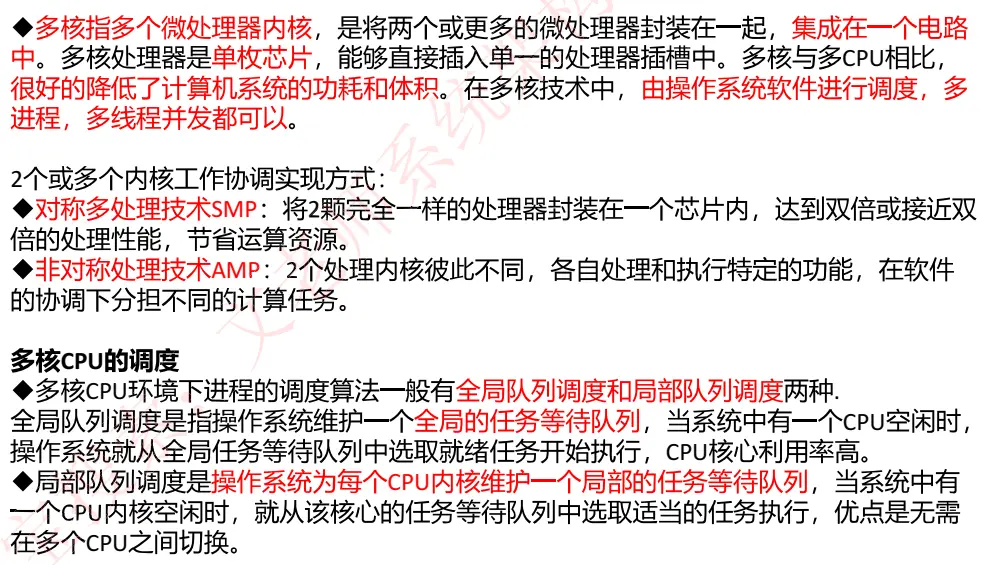 ◆多核指多个微处理器内核，是将两个或更多的微处理器封装在一起，集成在一个电路
中。多核处理器是单枚芯片，能够直接插入单一的处理器插槽中。多核与多CPU相比，
很好的降低了计算机系统的功耗和体积。在多核技术中，由操作系统软件进行调度，多
进程，多线程并发都可以。
2个或多个内核工作协调实现方式：
◆对称多处理技术SMP：将2颗完全一样的处理器封装在一个芯片内，达到双倍或接近双
倍的处理性能，节省运算资源。
◆非对称处理技术AMP：2个处理内核彼此不同，各自处理和执行特定的功能，在软件
的协调下分担不同的计算任务。
多核CPU的调度
◆多核CPU环境下进程的调度算法一般有全局队列调度和局部队列调度两种.
全局队列调度是指操作系统维护一个全局的任务等待队列，当系统中有一个CPU空闲时，
操作系统就从全局任务等待队列中选取就绪任务开始执行，CPU核心利用率高。
◆局部队列调度是操作系统为每个CPU内核维护一个局部的任务等待队列，当系统中有
一个CPU内核空闲时，就从该核心的任务等待队列中选取适当的任务执行，优点是无需
在多个CPU之间切换。